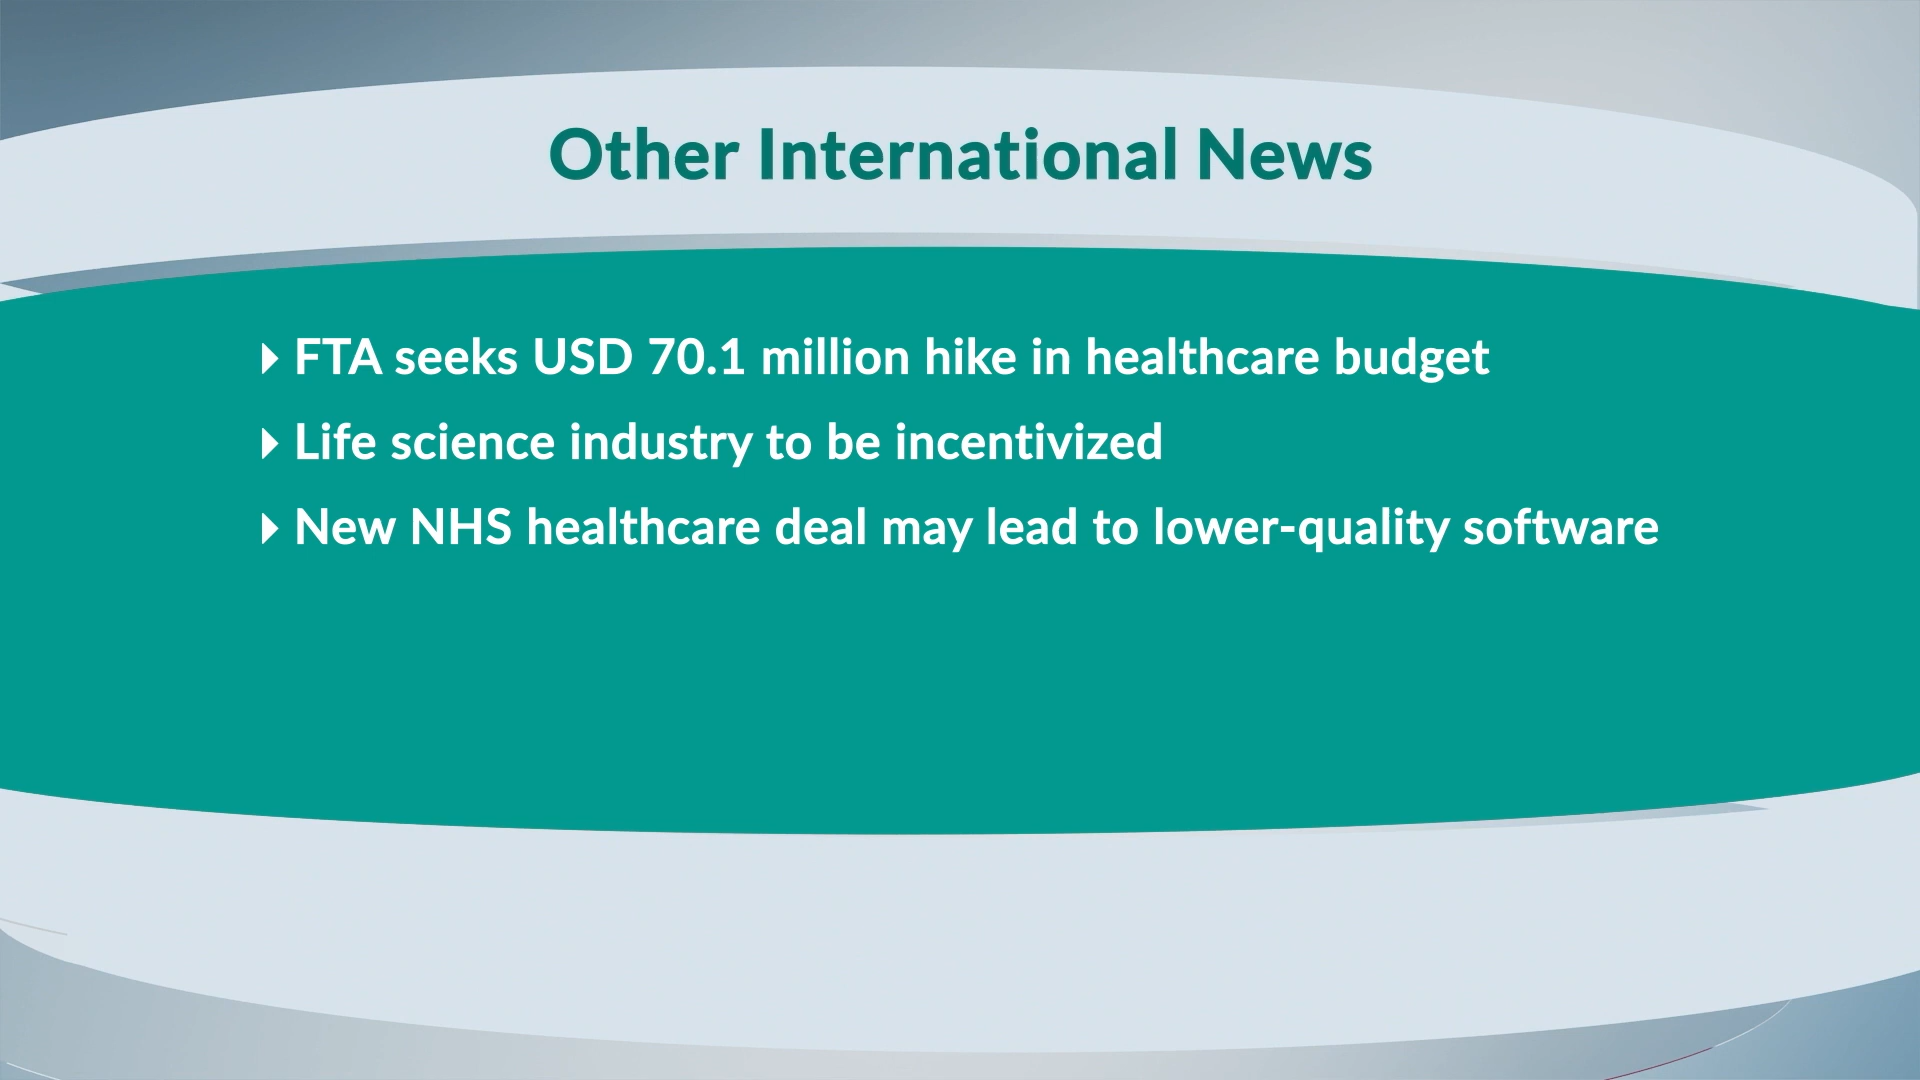 Other International News
FTA seeks USD 70.1 million hike in healthcare budget
Life science industry to be incentivized
New NHS healthcare deal may lead to lower-quality software